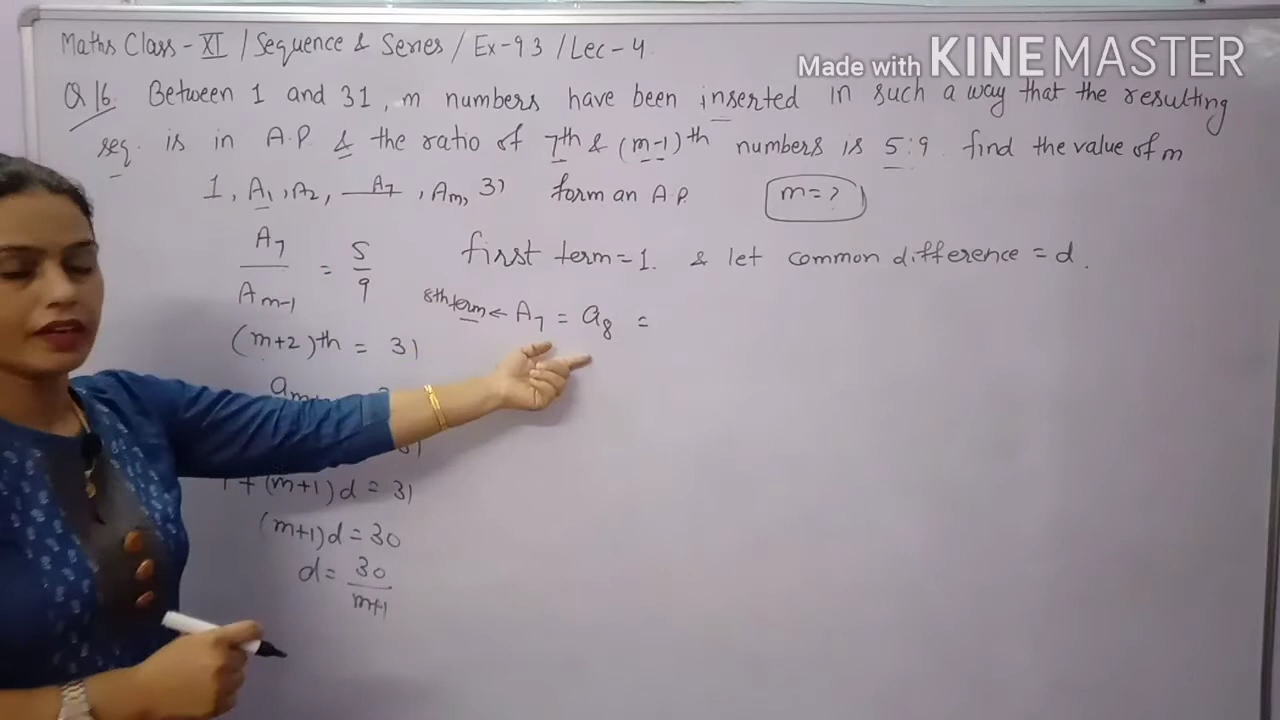 Maths Class - XI / Sequence & Series / Ex-9.3 / Lec-4
Made with KINEMASTER
Q 16. Between 1 and 31, m numbers have been inserted in such a way that the resulting
seq. is in A.P. & the ratio of 7th & (m-1)th numbers is 5:9 find the value of m
1, A1, A2, — A7, Am, 31 form an A.P. m=?
A7/Am-1 = 5/9
first term = 1. & let common difference = d.
8th term ← A7 = a8 =
(m+2)th = 31
am
+ (m+1)d = 31
(m+1)d = 30
d = 30/m+1